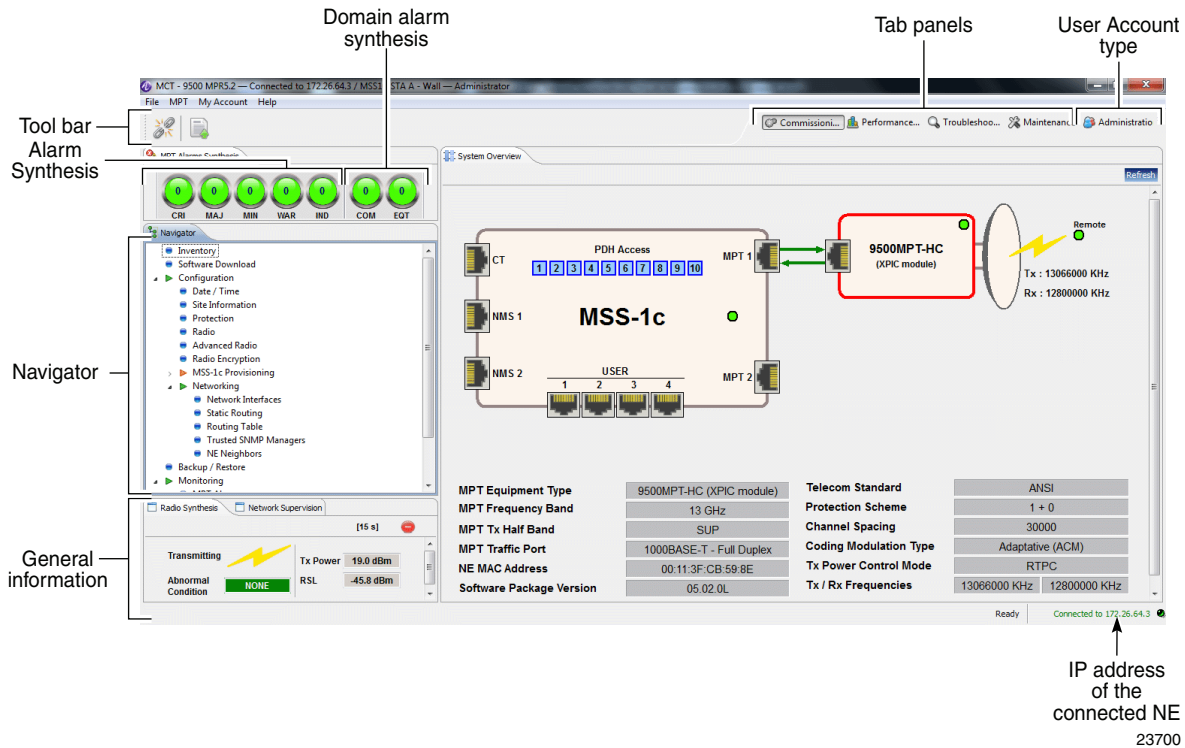 Domain alarm
synthesis
Tab panels
User Account
type
MCT - 9500 MPR5.2 — Connected to 172.26.64.3 / MSS1 STA A - Wall — Administrator
File MPT My Account Help
Tool bar
Commissioni... Performance... Troubleshoo... Maintenanc... Administratio
Alarm
Synthesis
MPT Alarms Synthesis
0 0 0 0 0 0 0
CRI MAJ MIN WAR IND COM EQT
System Overview
Refresh
Navigator
Navigator
Inventory
Software Download
Configuration
Date / Time
Site Information
Protection
Radio
Advanced Radio
Radio Encryption
MSS-1c Provisioning
Networking
Network Interfaces
Static Routing
Routing Table
Trusted SNMP Managers
NE Neighbors
Backup / Restore
Monitoring
CT
PDH Access
1 2 3 4 5 6 7 8 9 10
MPT 1
NMS 1
MSS-1c
NMS 2
USER
1 2 3 4
MPT 2
9500MPT-HC
(XPIC module)
Remote
Tx : 13066000 KHz
Rx : 12800000 KHz
General
information
Radio Synthesis Network Supervision
[15 s]
Transmitting
Tx Power 19.0 dBm
Abnormal
Condition
NONE
RSL -45.8 dBm
MPT Equipment Type 9500MPT-HC (XPIC module)
MPT Frequency Band 13 GHz
MPT Tx Half Band SUP
MPT Traffic Port 1000BASE-T - Full Duplex
NE MAC Address 00:11:3F:CB:59:8E
Software Package Version 05.02.0L
Telecom Standard ANSI
Protection Scheme 1 + 0
Channel Spacing 30000
Coding Modulation Type Adaptative (ACM)
Tx Power Control Mode RTPC
Tx / Rx Frequencies 13066000 KHz 12800000 KHz
Ready Connected to 172.26.64.3
IP address
of the
connected NE
23700